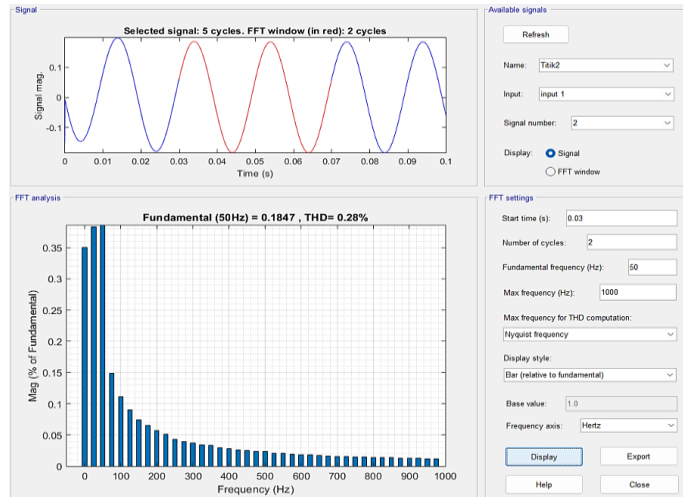 Signal
Selected signal: 5 cycles. FFT window (in red): 2 cycles
Signal mag.
0.1
0
-0.1
0 0.01 0.02 0.03 0.04 0.05 0.06 0.07 0.08 0.09 0.1
Time (s)
FFT analysis
Fundamental (50Hz) = 0.1847 , THD= 0.28%
Mag (% of Fundamental)
0.35
0.3
0.25
0.2
0.15
0.1
0.05
0
0 100 200 300 400 500 600 700 800 900 1000
Frequency (Hz)
Available signals
Refresh
Name: Titik2
Input: input 1
Signal number: 2
Display: Signal
FFT window
FFT settings
Start time (s): 0.03
Number of cycles: 2
Fundamental frequency (Hz): 50
Max frequency (Hz): 1000
Max frequency for THD computation:
Nyquist frequency
Display style:
Bar (relative to fundamental)
Base value: 1.0
Frequency axis: Hertz
Display Export
Help Close